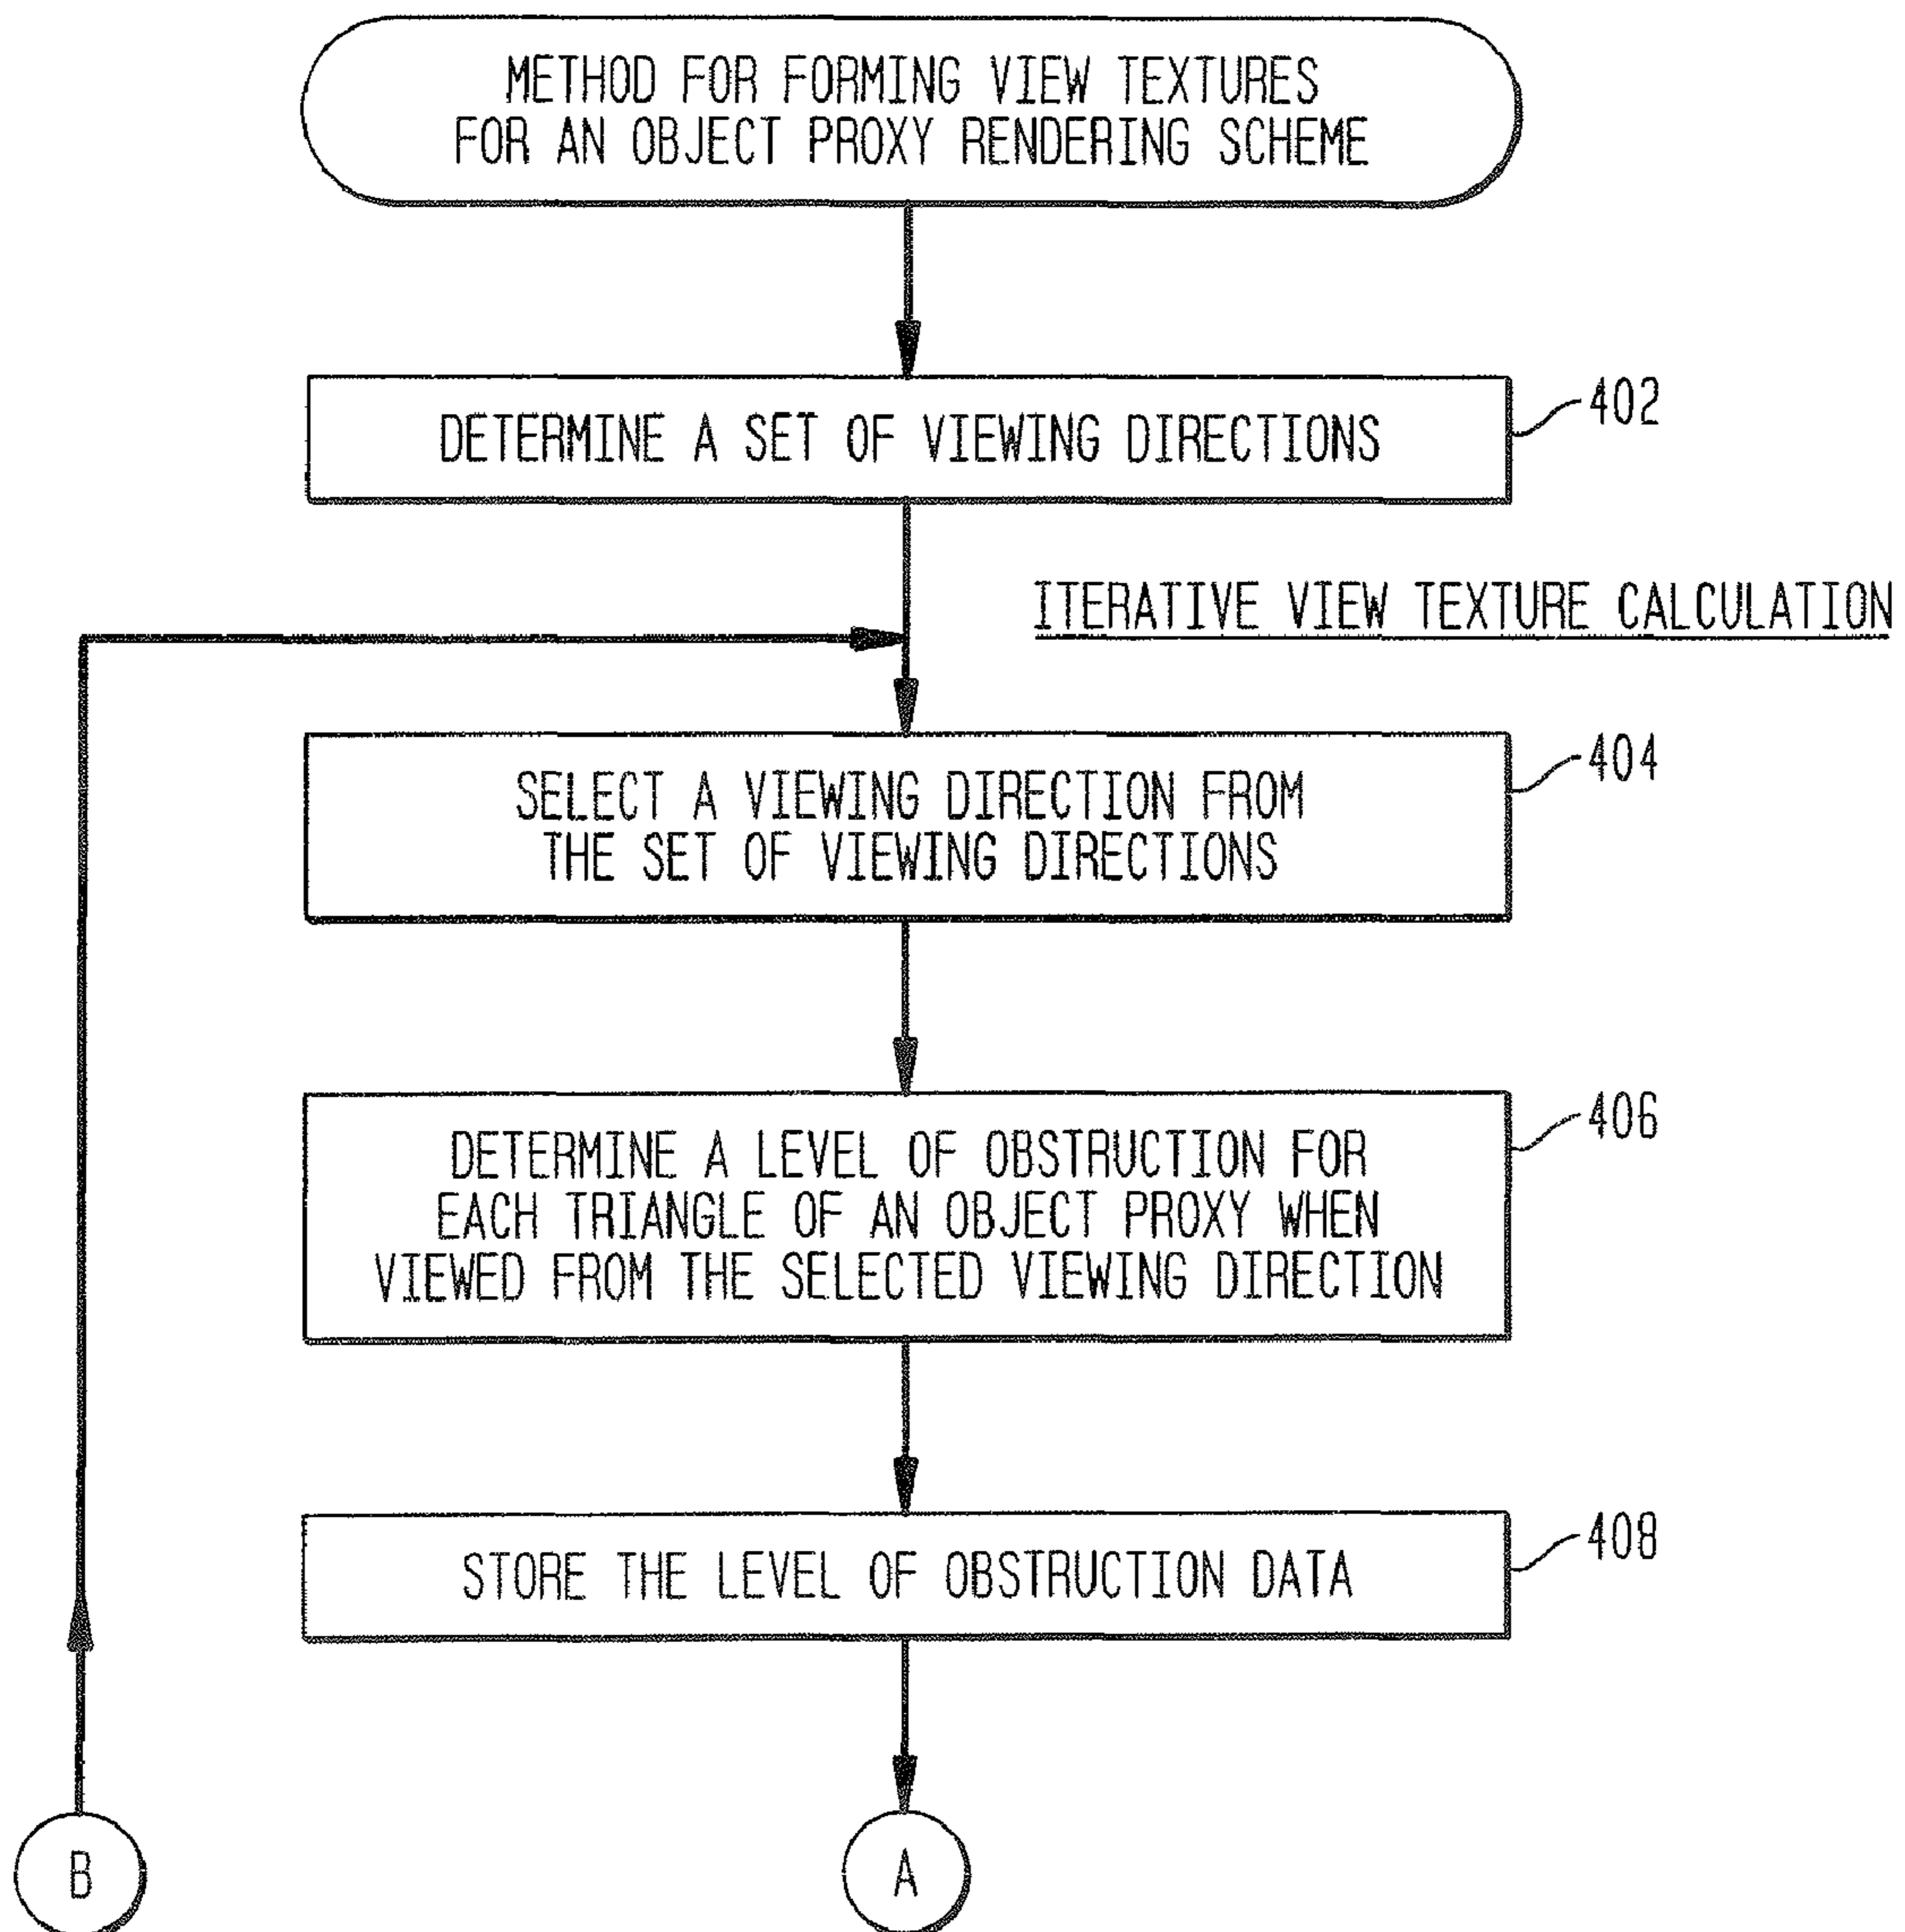 METHOD FOR FORMING VIEW TEXTURES
FOR AN OBJECT PROXY RENDERING SCHEME
DETERMINE A SET OF VIEWING DIRECTIONS
402
ITERATIVE VIEW TEXTURE CALCULATION
SELECT A VIEWING DIRECTION FROM
THE SET OF VIEWING DIRECTIONS
404
DETERMINE A LEVEL OF OBSTRUCTION FOR
EACH TRIANGLE OF AN OBJECT PROXY WHEN
VIEWED FROM THE SELECTED VIEWING DIRECTION
406
STORE THE LEVEL OF OBSTRUCTION DATA
408
B
A